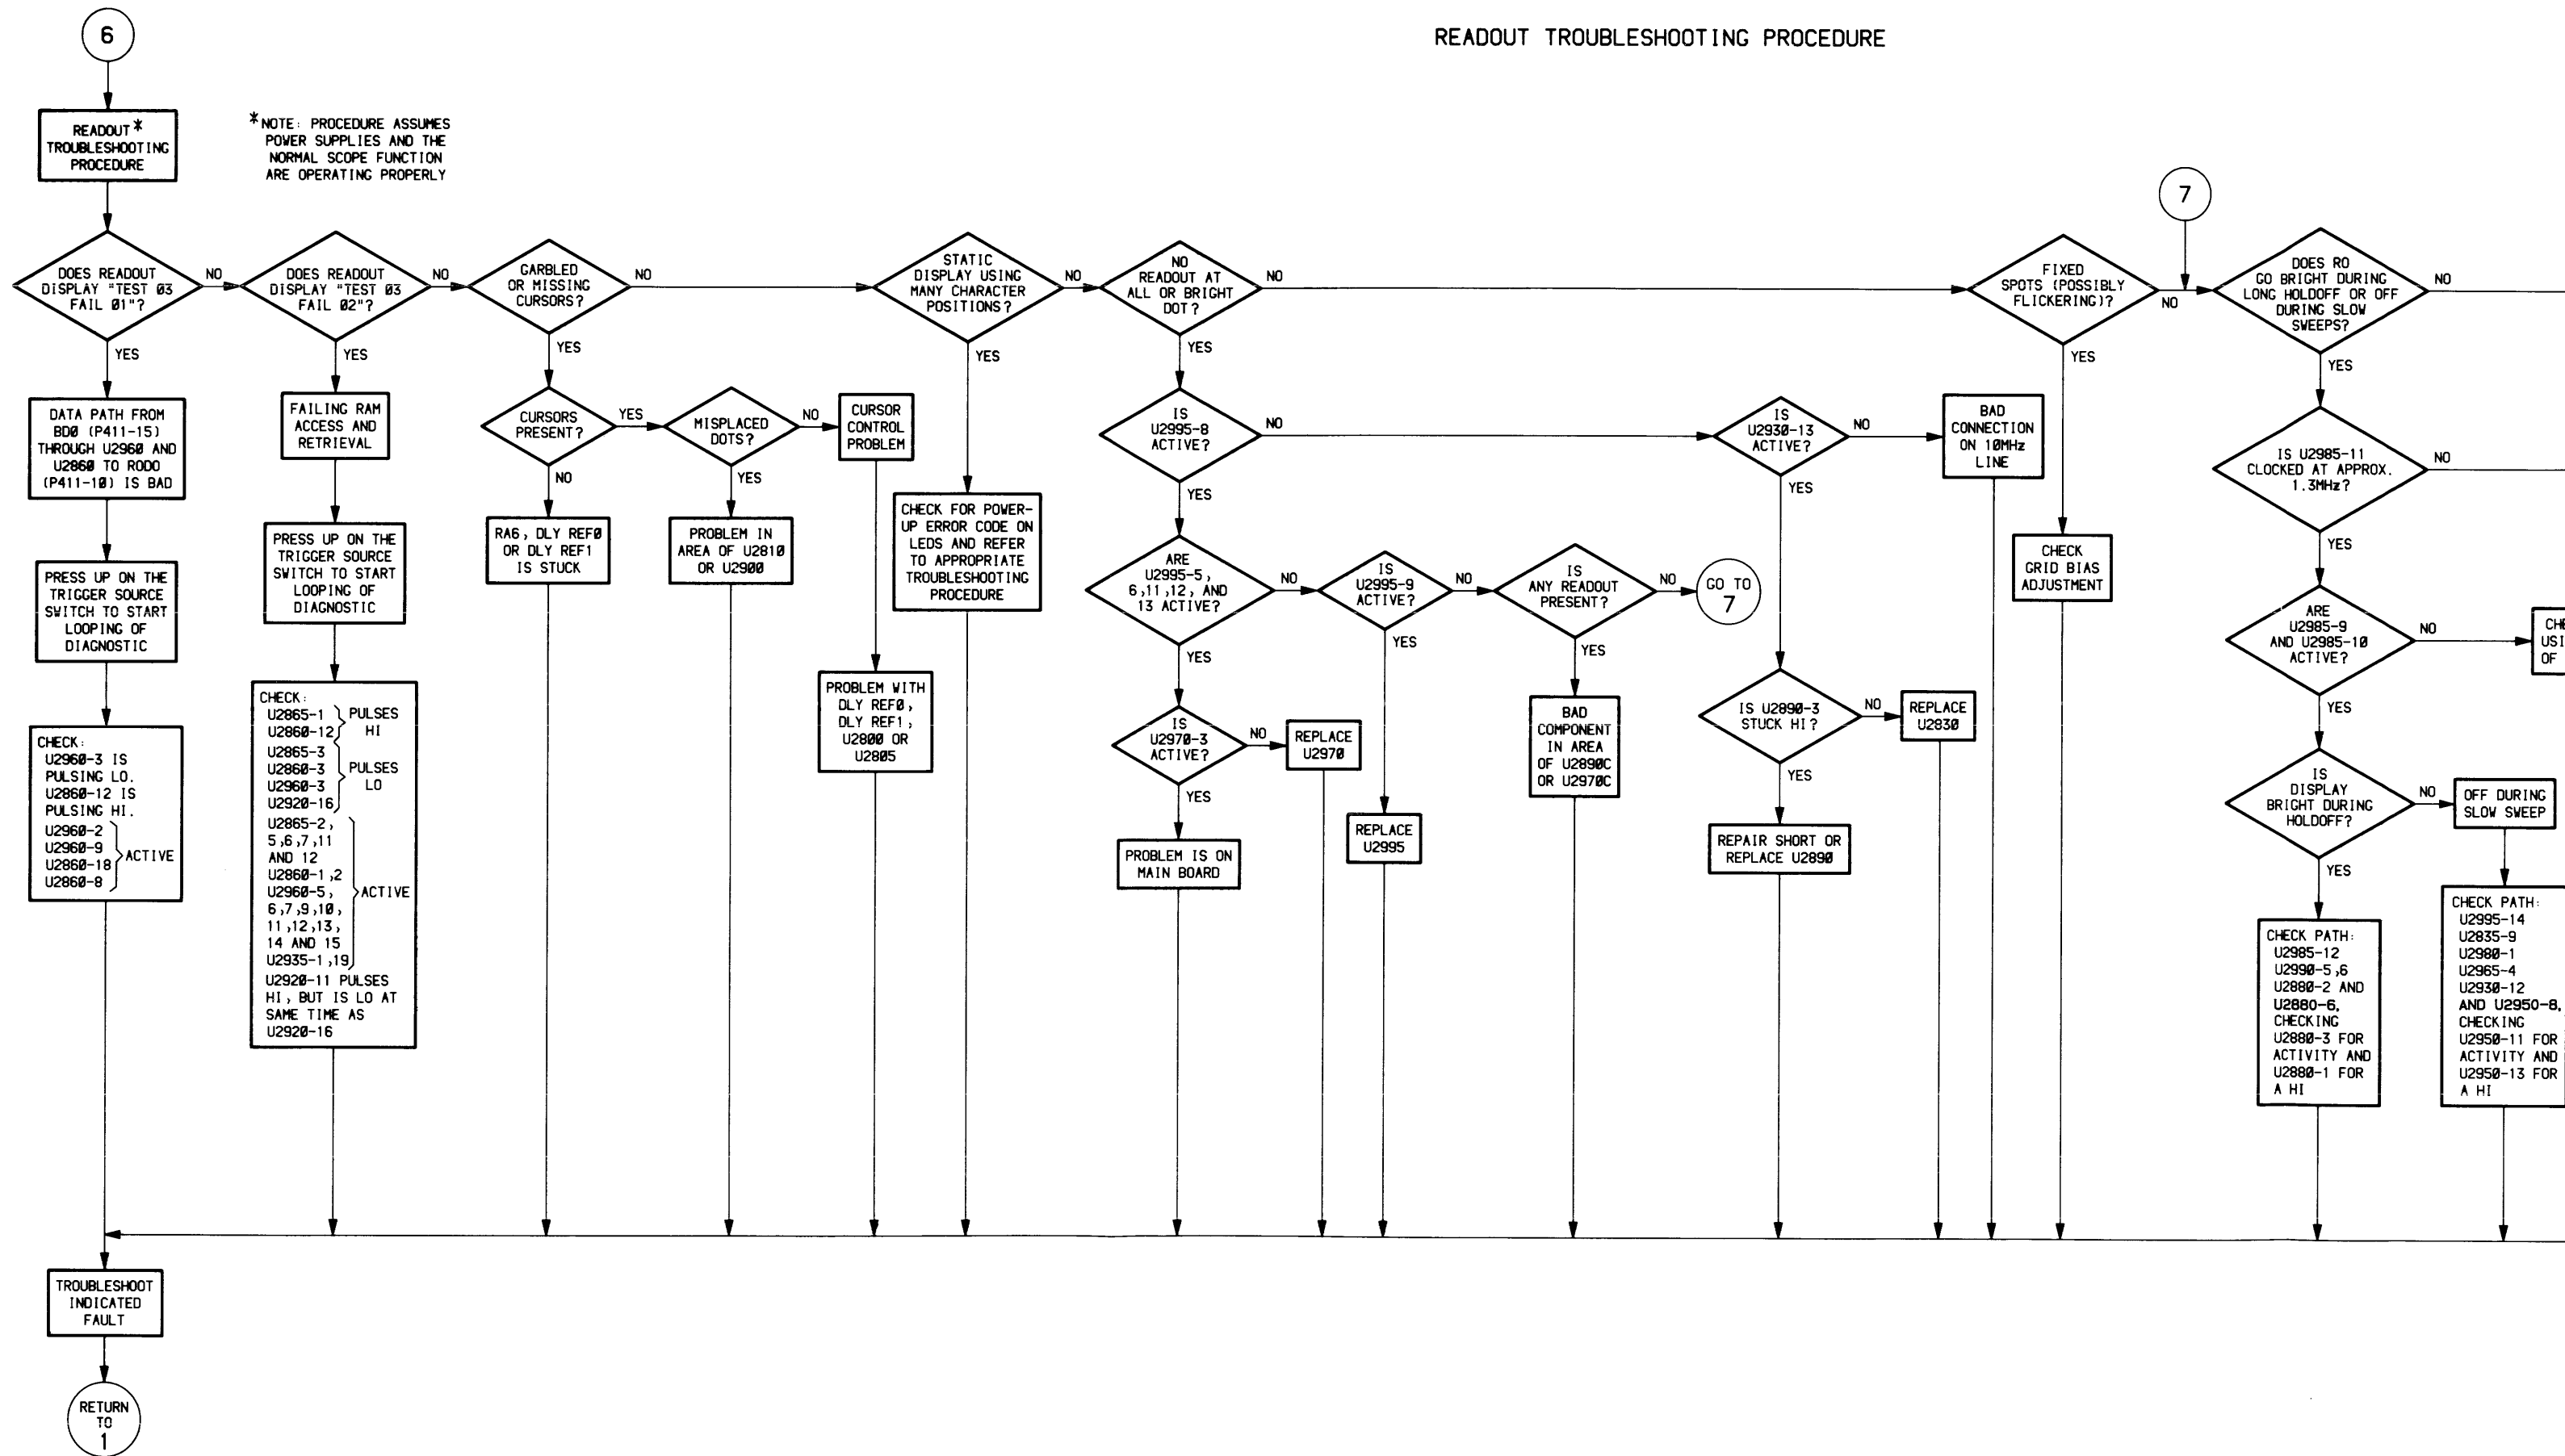 READOUT TROUBLESHOOTING PROCEDURE
6
READOUT*
TROUBLESHOOTING
PROCEDURE
*NOTE: PROCEDURE ASSUMES
POWER SUPPLIES AND THE
NORMAL SCOPE FUNCTION
ARE OPERATING PROPERLY
DOES READOUT
DISPLAY "TEST 03
FAIL 01"?
NO
YES
DATA PATH FROM
BD0 (P411-15)
THROUGH U2960 AND
U2860 TO RODO
(P411-10) IS BAD
PRESS UP ON THE
TRIGGER SOURCE
SWITCH TO START
LOOPING OF
DIAGNOSTIC
CHECK:
U2960-3 IS
PULSING LO.
U2860-12 IS
PULSING HI.
U2960-2
U2960-9
U2860-18
U2860-8
ACTIVE
TROUBLESHOOT
INDICATED
FAULT
RETURN
TO
1
DOES READOUT
DISPLAY "TEST 03
FAIL 02"?
NO
YES
FAILING RAM
ACCESS AND
RETRIEVAL
PRESS UP ON THE
TRIGGER SOURCE
SWITCH TO START
LOOPING OF
DIAGNOSTIC
CHECK:
U2865-1
U2860-12
PULSES
HI
U2865-3
U2860-3
U2960-3
U2920-16
PULSES
LO
U2865-2,
5,6,7,11
AND 12
U2860-1,2
U2960-5,
6,7,9,10,
11,12,13,
14 AND 15
U2935-1,19
ACTIVE
U2920-11 PULSES
HI, BUT IS LO AT
SAME TIME AS
U2920-16
GARBLED
OR MISSING
CURSORS?
NO
YES
CURSORS
PRESENT?
YES
NO
RA6, DLY REF0
OR DLY REF1
IS STUCK
MISPLACED
DOTS?
NO
YES
PROBLEM IN
AREA OF U2810
OR U2900
CURSOR
CONTROL
PROBLEM
PROBLEM WITH
DLY REF0,
DLY REF1,
U2800 OR
U2805
STATIC
DISPLAY USING
MANY CHARACTER
POSITIONS?
NO
YES
CHECK FOR POWER-
UP ERROR CODE ON
LEDS AND REFER
TO APPROPRIATE
TROUBLESHOOTING
PROCEDURE
NO
READOUT AT
ALL OR BRIGHT
DOT?
NO
YES
IS
U2995-8
ACTIVE?
NO
YES
ARE
U2995-5,
6,11,12, AND
13 ACTIVE?
NO
YES
IS
U2970-3
ACTIVE?
NO
YES
REPLACE
U2970
PROBLEM IS ON
MAIN BOARD
IS
U2995-9
ACTIVE?
NO
YES
REPLACE
U2995
IS
ANY READOUT
PRESENT?
NO
YES
GO TO
7
BAD
COMPONENT
IN AREA
OF U2890C
OR U2970C
IS
U2930-13
ACTIVE?
NO
YES
BAD
CONNECTION
ON 10MHz
LINE
IS U2890-3
STUCK HI?
NO
YES
REPLACE
U2830
REPAIR SHORT OR
REPLACE U2890
FIXED
SPOTS (POSSIBLY
FLICKERING)?
NO
YES
CHECK
GRID BIAS
ADJUSTMENT
7
DOES RO
GO BRIGHT DURING
LONG HOLDOFF OR OFF
DURING SLOW
SWEEPS?
NO
YES
IS U2985-11
CLOCKED AT APPROX.
1.3MHz?
NO
YES
ARE
U2985-9
AND U2985-10
ACTIVE?
NO
YES
IS
DISPLAY
BRIGHT DURING
HOLDOFF?
NO
YES
OFF DURING
SLOW SWEEP
CHECK PATH:
U2985-12
U2990-5,6
U2880-2 AND
U2880-6,
CHECKING
U2880-3 FOR
ACTIVITY AND
U2880-1 FOR
A HI
CHECK PATH:
U2995-14
U2835-9
U2980-1
U2965-4
U2930-12
AND U2950-8,
CHECKING
U2950-11 FOR
ACTIVITY AND
U2950-13 FOR
A HI
OF